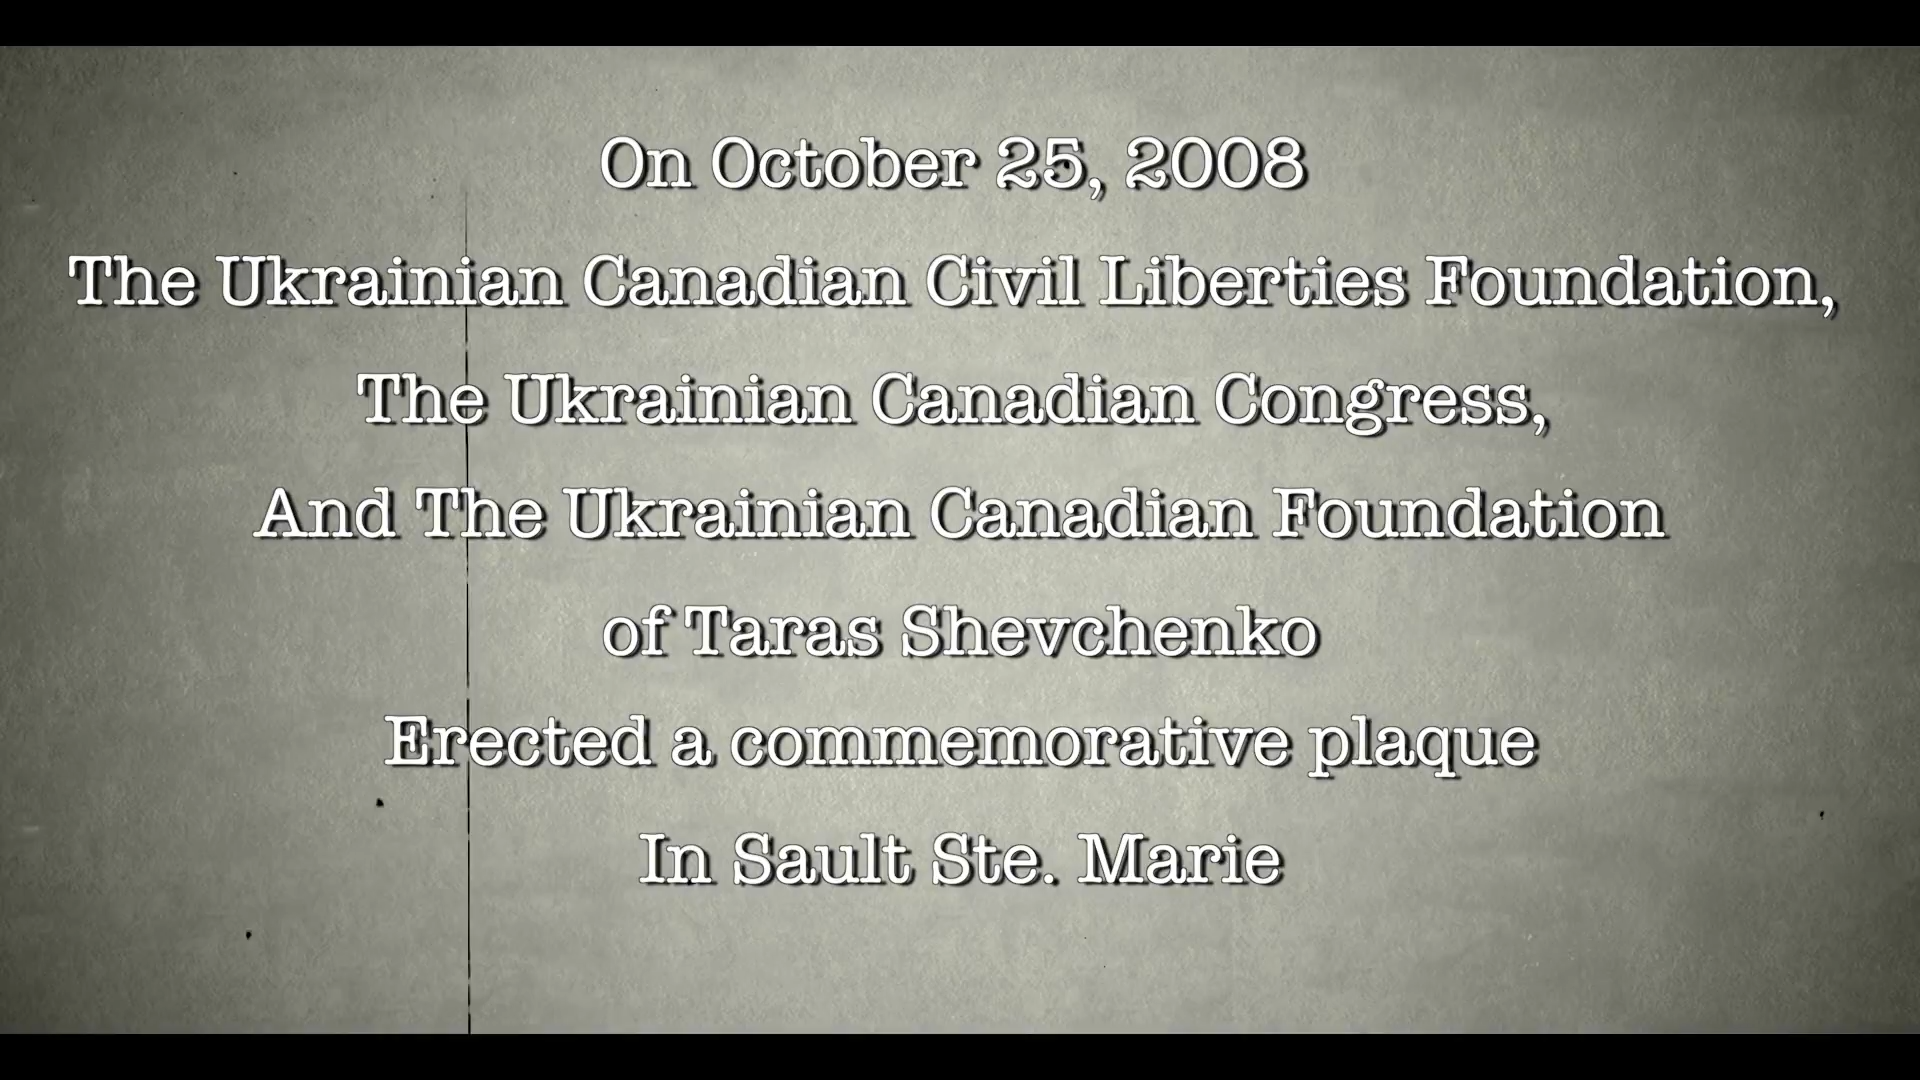 On October 25, 2008
The Ukrainian Canadian Civil Liberties Foundation,
The Ukrainian Canadian Congress,
And The Ukrainian Canadian Foundation
of Taras Shevchenko
Erected a commemorative plaque
In Sault Ste. Marie